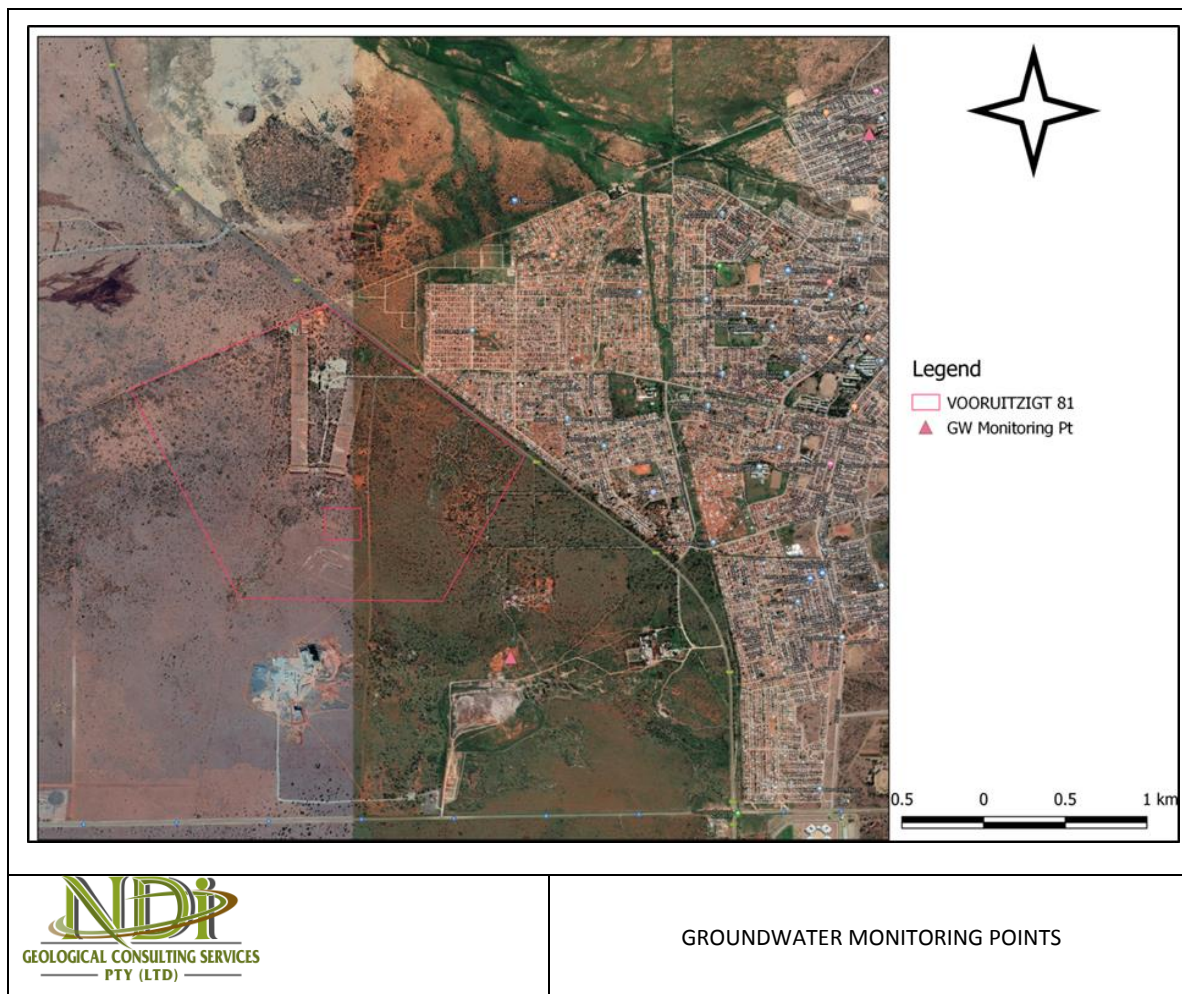 Legend
VOORUITZIGT 81
GW Monitoring Pt
0.5 0 0.5 1 km
NDi
GEOLOGICAL CONSULTING SERVICES
PTY (LTD)
GROUNDWATER MONITORING POINTS